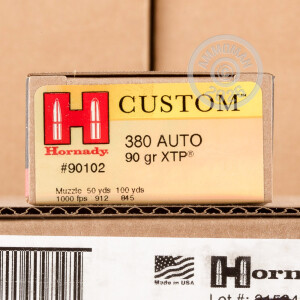 H CUSTOM™
Hornady.
380 AUTO
90 gr XTP®
#90102
Muzzle 50 yds 100 yds
1000 fps 912 845
Made in USA
H Horn
Lot #: